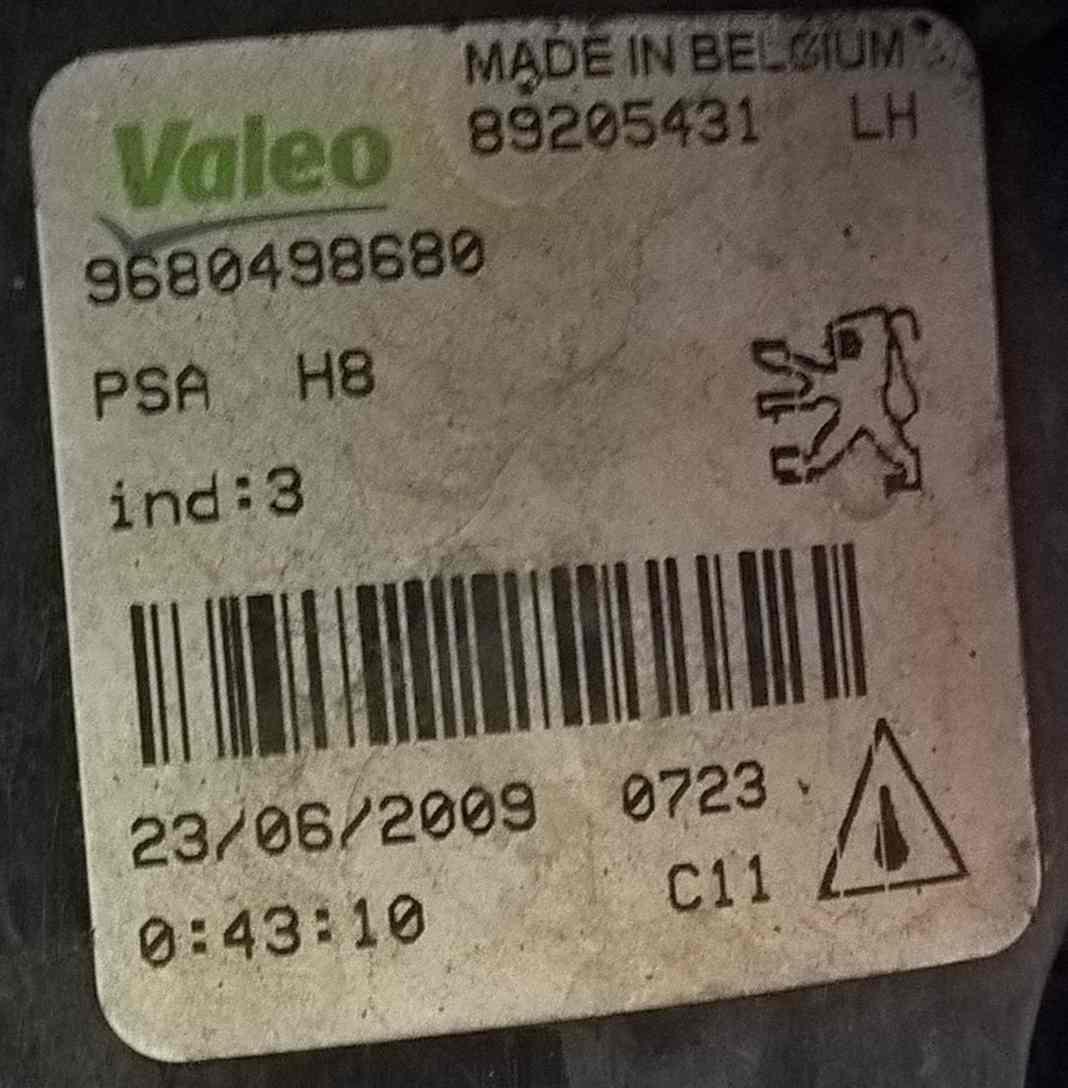 MADE IN BELGIUM
Valeo
89205431 LH
9680498680
PSA H8
ind:3
23/06/2009 0723
0:43:10 C11